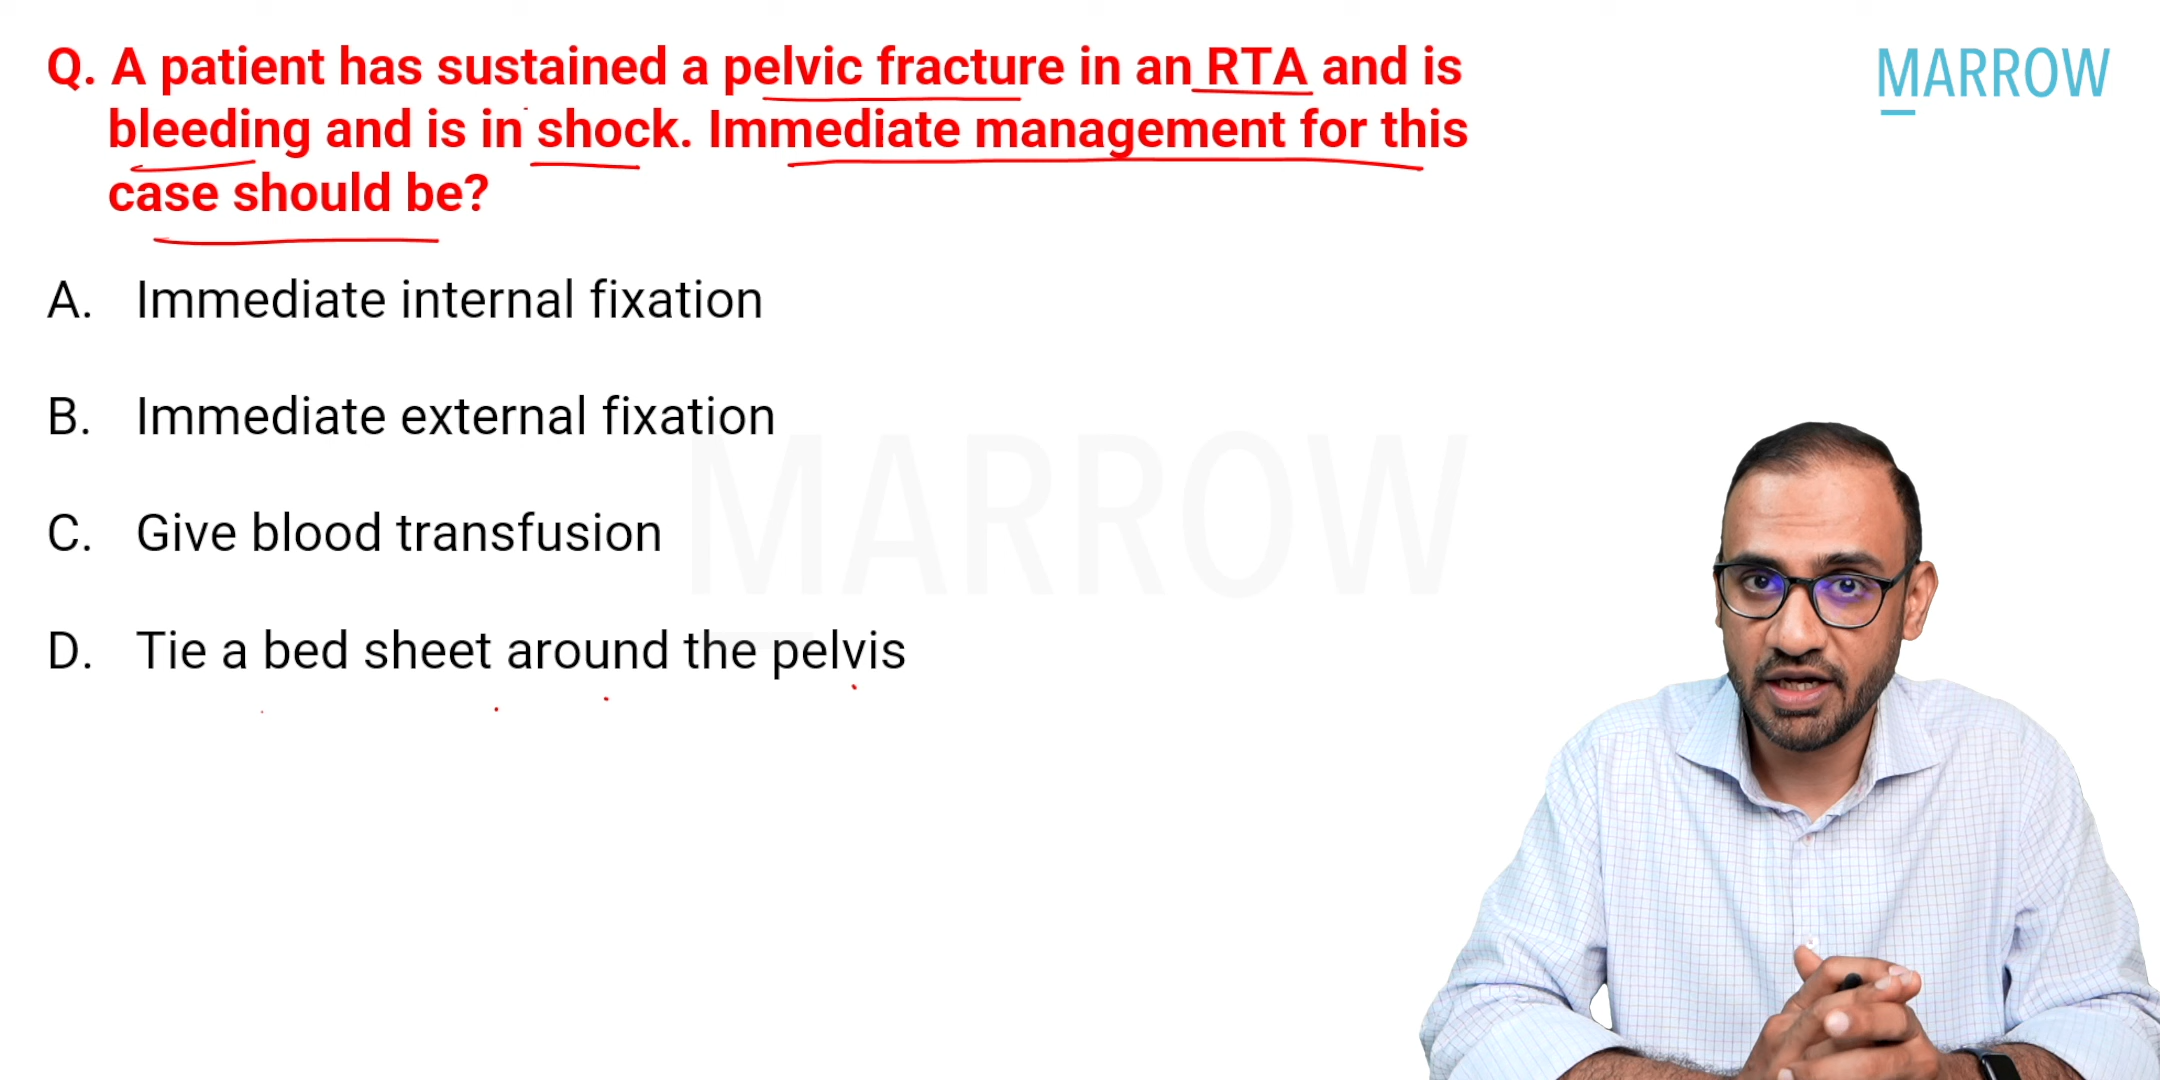 Q. A patient has sustained a pelvic fracture in an RTA and is
bleeding and is in shock. Immediate management for this
case should be?
MARROW
A. Immediate internal fixation
B. Immediate external fixation
C. Give blood transfusion
D. Tie a bed sheet around the pelvis
MARROW